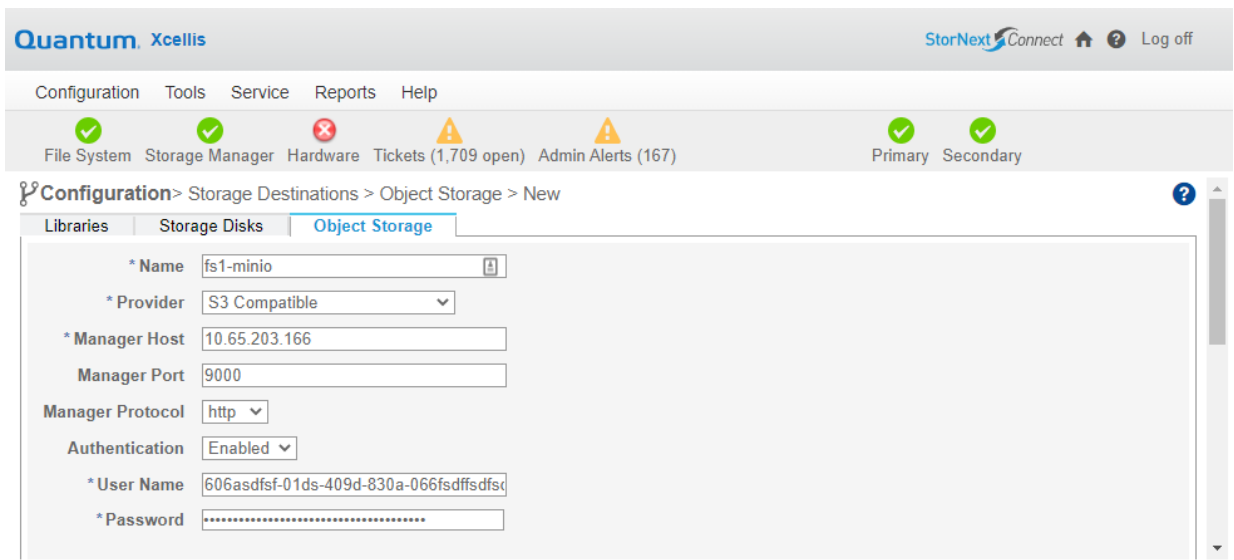 Quantum. Xcellis StorNext Connect Log off
Configuration Tools Service Reports Help
File System Storage Manager Hardware Tickets (1,709 open) Admin Alerts (167) Primary Secondary
Configuration> Storage Destinations > Object Storage > New
Libraries Storage Disks Object Storage
* Name fs1-minio
* Provider S3 Compatible
* Manager Host 10.65.203.166
Manager Port 9000
Manager Protocol http
Authentication Enabled
* User Name 606asdfsf-01ds-409d-830a-066fsdffsdfs
* Password ••••••••••••••••••••••••••••••••••••••